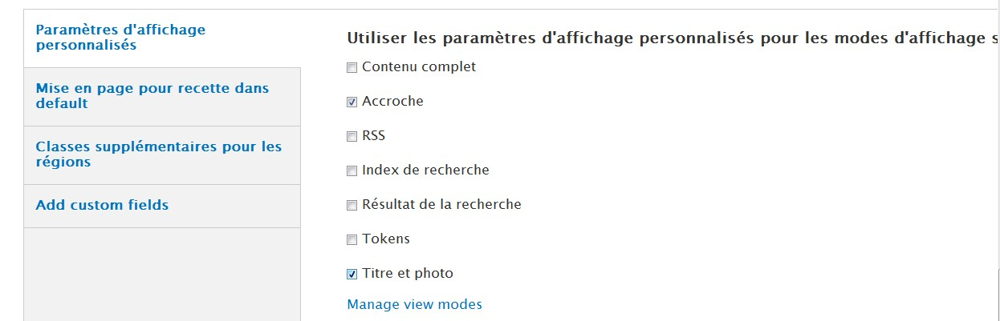 Paramètres d'affichage
personnalisés
Mise en page pour recette dans
default
Classes supplémentaires pour les
régions
Add custom fields
Utiliser les paramètres d'affichage personnalisés pour les modes d'affichage s
Contenu complet
Accroche
RSS
Index de recherche
Résultat de la recherche
Tokens
Titre et photo
Manage view modes